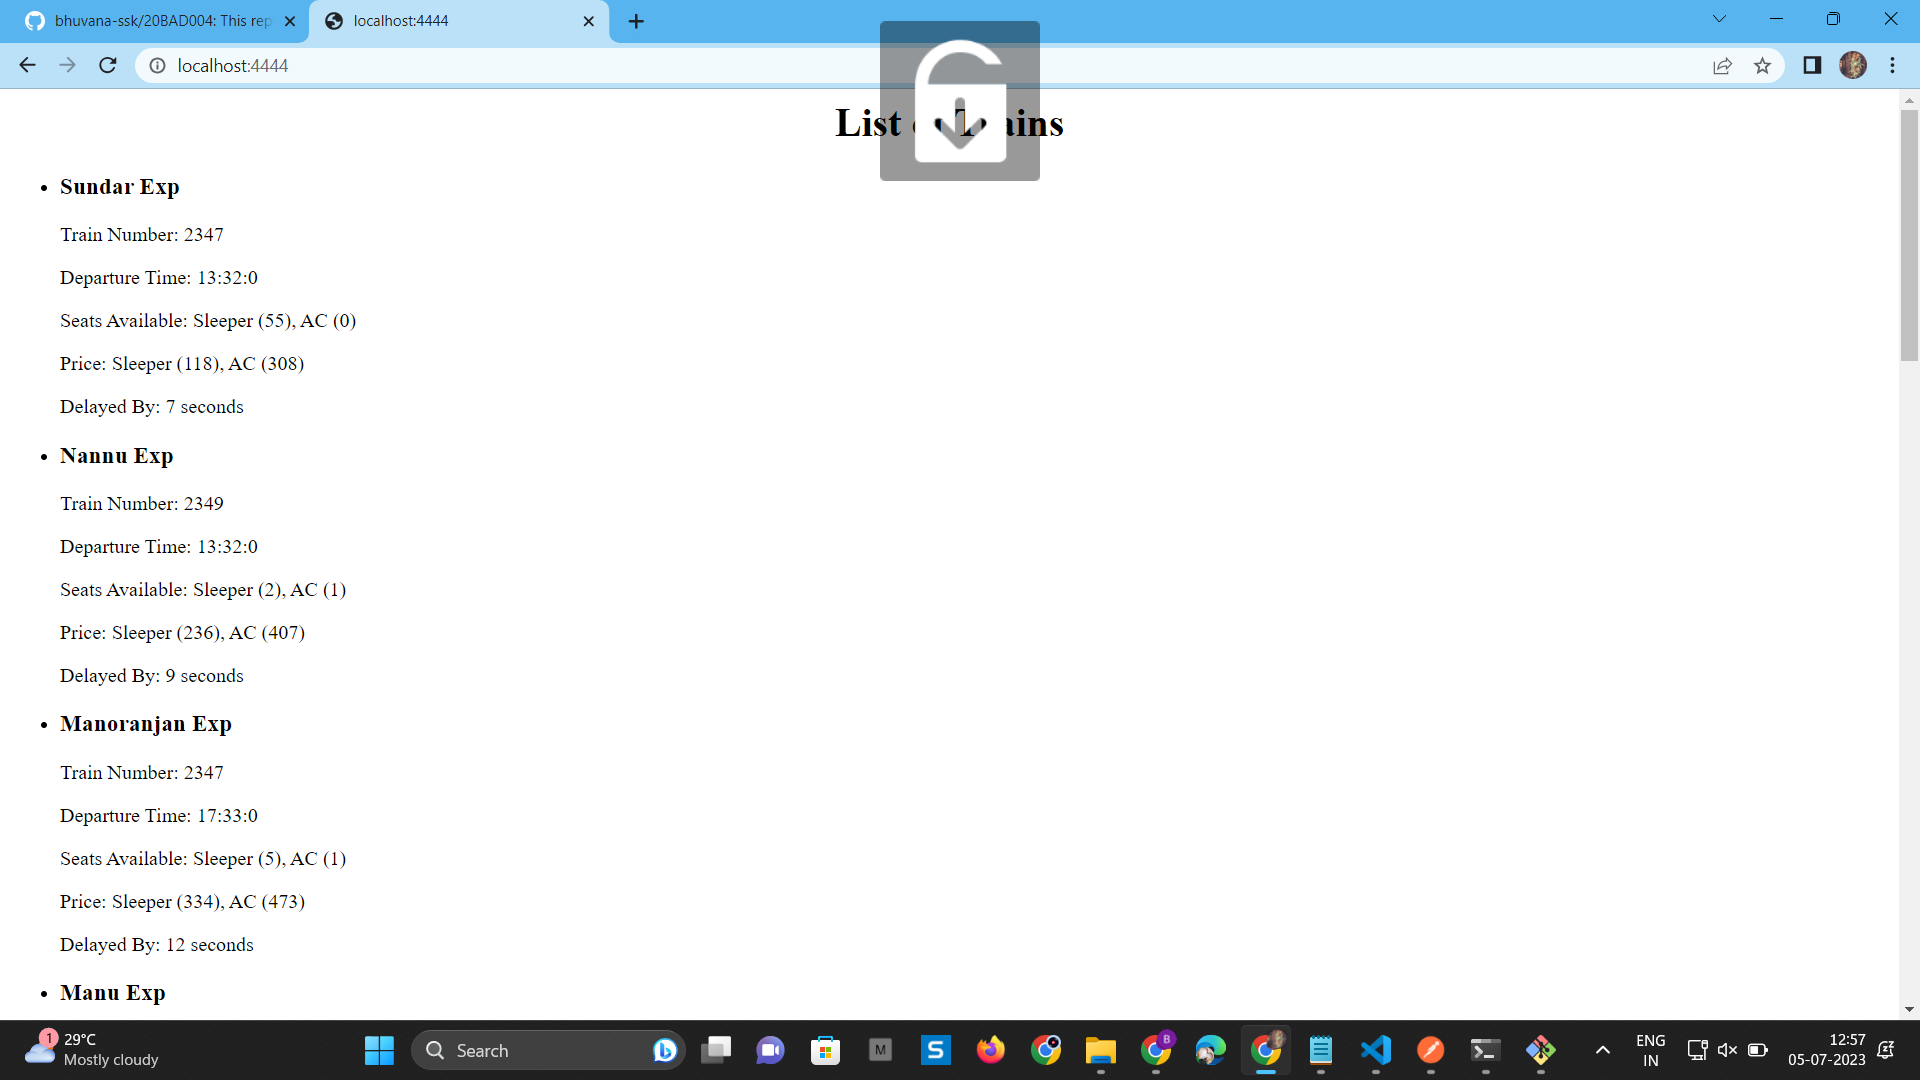 bhuvana-ssk/20BAD004: This rep
localhost:4444
localhost:4444
List Trains
Sundar Exp
Train Number: 2347
Departure Time: 13:32:0
Seats Available: Sleeper (55), AC (0)
Price: Sleeper (118), AC (308)
Delayed By: 7 seconds
Nannu Exp
Train Number: 2349
Departure Time: 13:32:0
Seats Available: Sleeper (2), AC (1)
Price: Sleeper (236), AC (407)
Delayed By: 9 seconds
Manoranjan Exp
Train Number: 2347
Departure Time: 17:33:0
Seats Available: Sleeper (5), AC (1)
Price: Sleeper (334), AC (473)
Delayed By: 12 seconds
Manu Exp
1
29°C
Mostly cloudy
Search
M
S
B
ENG
IN
12:57
05-07-2023